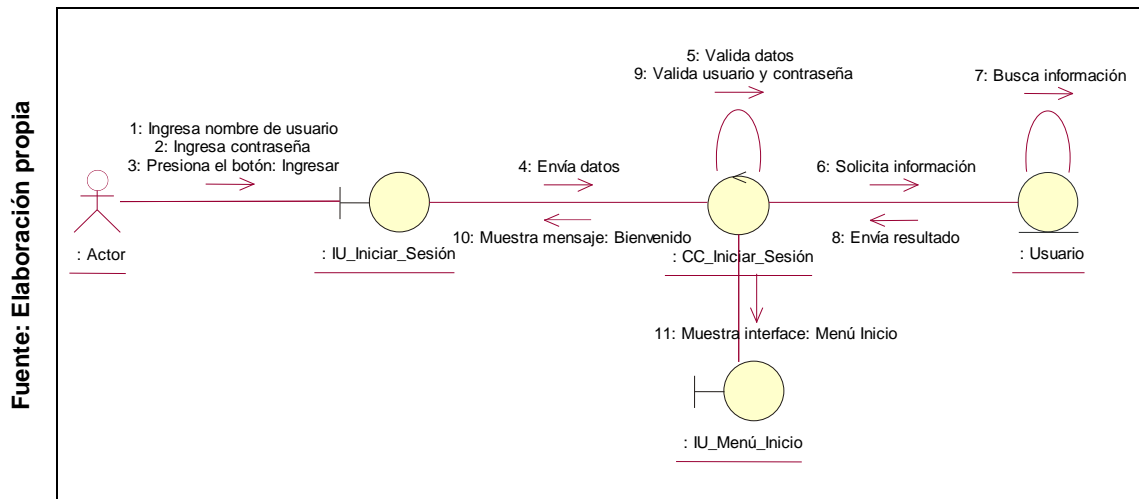 Fuente: Elaboración propia
5: Valida datos
9: Valida usuario y contraseña
7: Busca información
1: Ingresa nombre de usuario
2: Ingresa contraseña
3: Presiona el botón: Ingresar
4: Envía datos
6: Solicita información
10: Muestra mensaje: Bienvenido
8: Envía resultado
: Actor
: IU_Iniciar_Sesión
: CC_Iniciar_Sesión
: Usuario
11: Muestra interface: Menú Inicio
: IU_Menú_Inicio